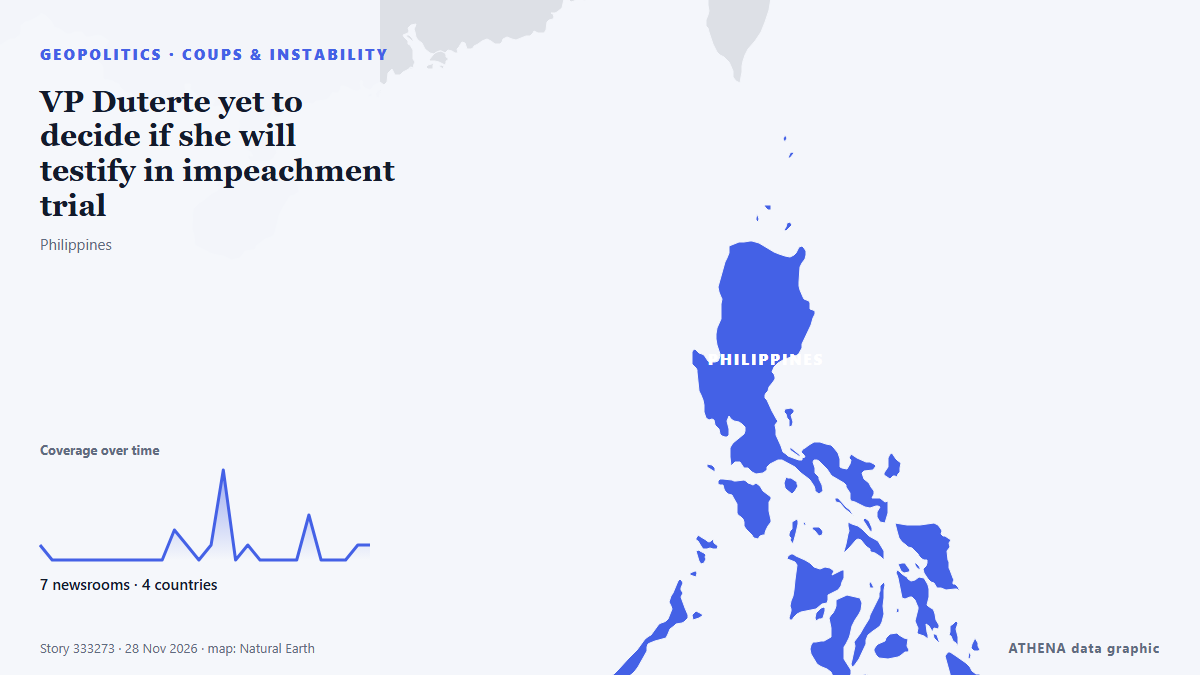 GEOPOLITICS · COUPS & INSTABILITY
VP Duterte yet to
decide if she will
testify in impeachment
trial
Philippines
PHILIPPINES
Coverage over time
7 newsrooms · 4 countries
Story 333273 · 28 Nov 2026 · map: Natural Earth
ATHENA data graphic